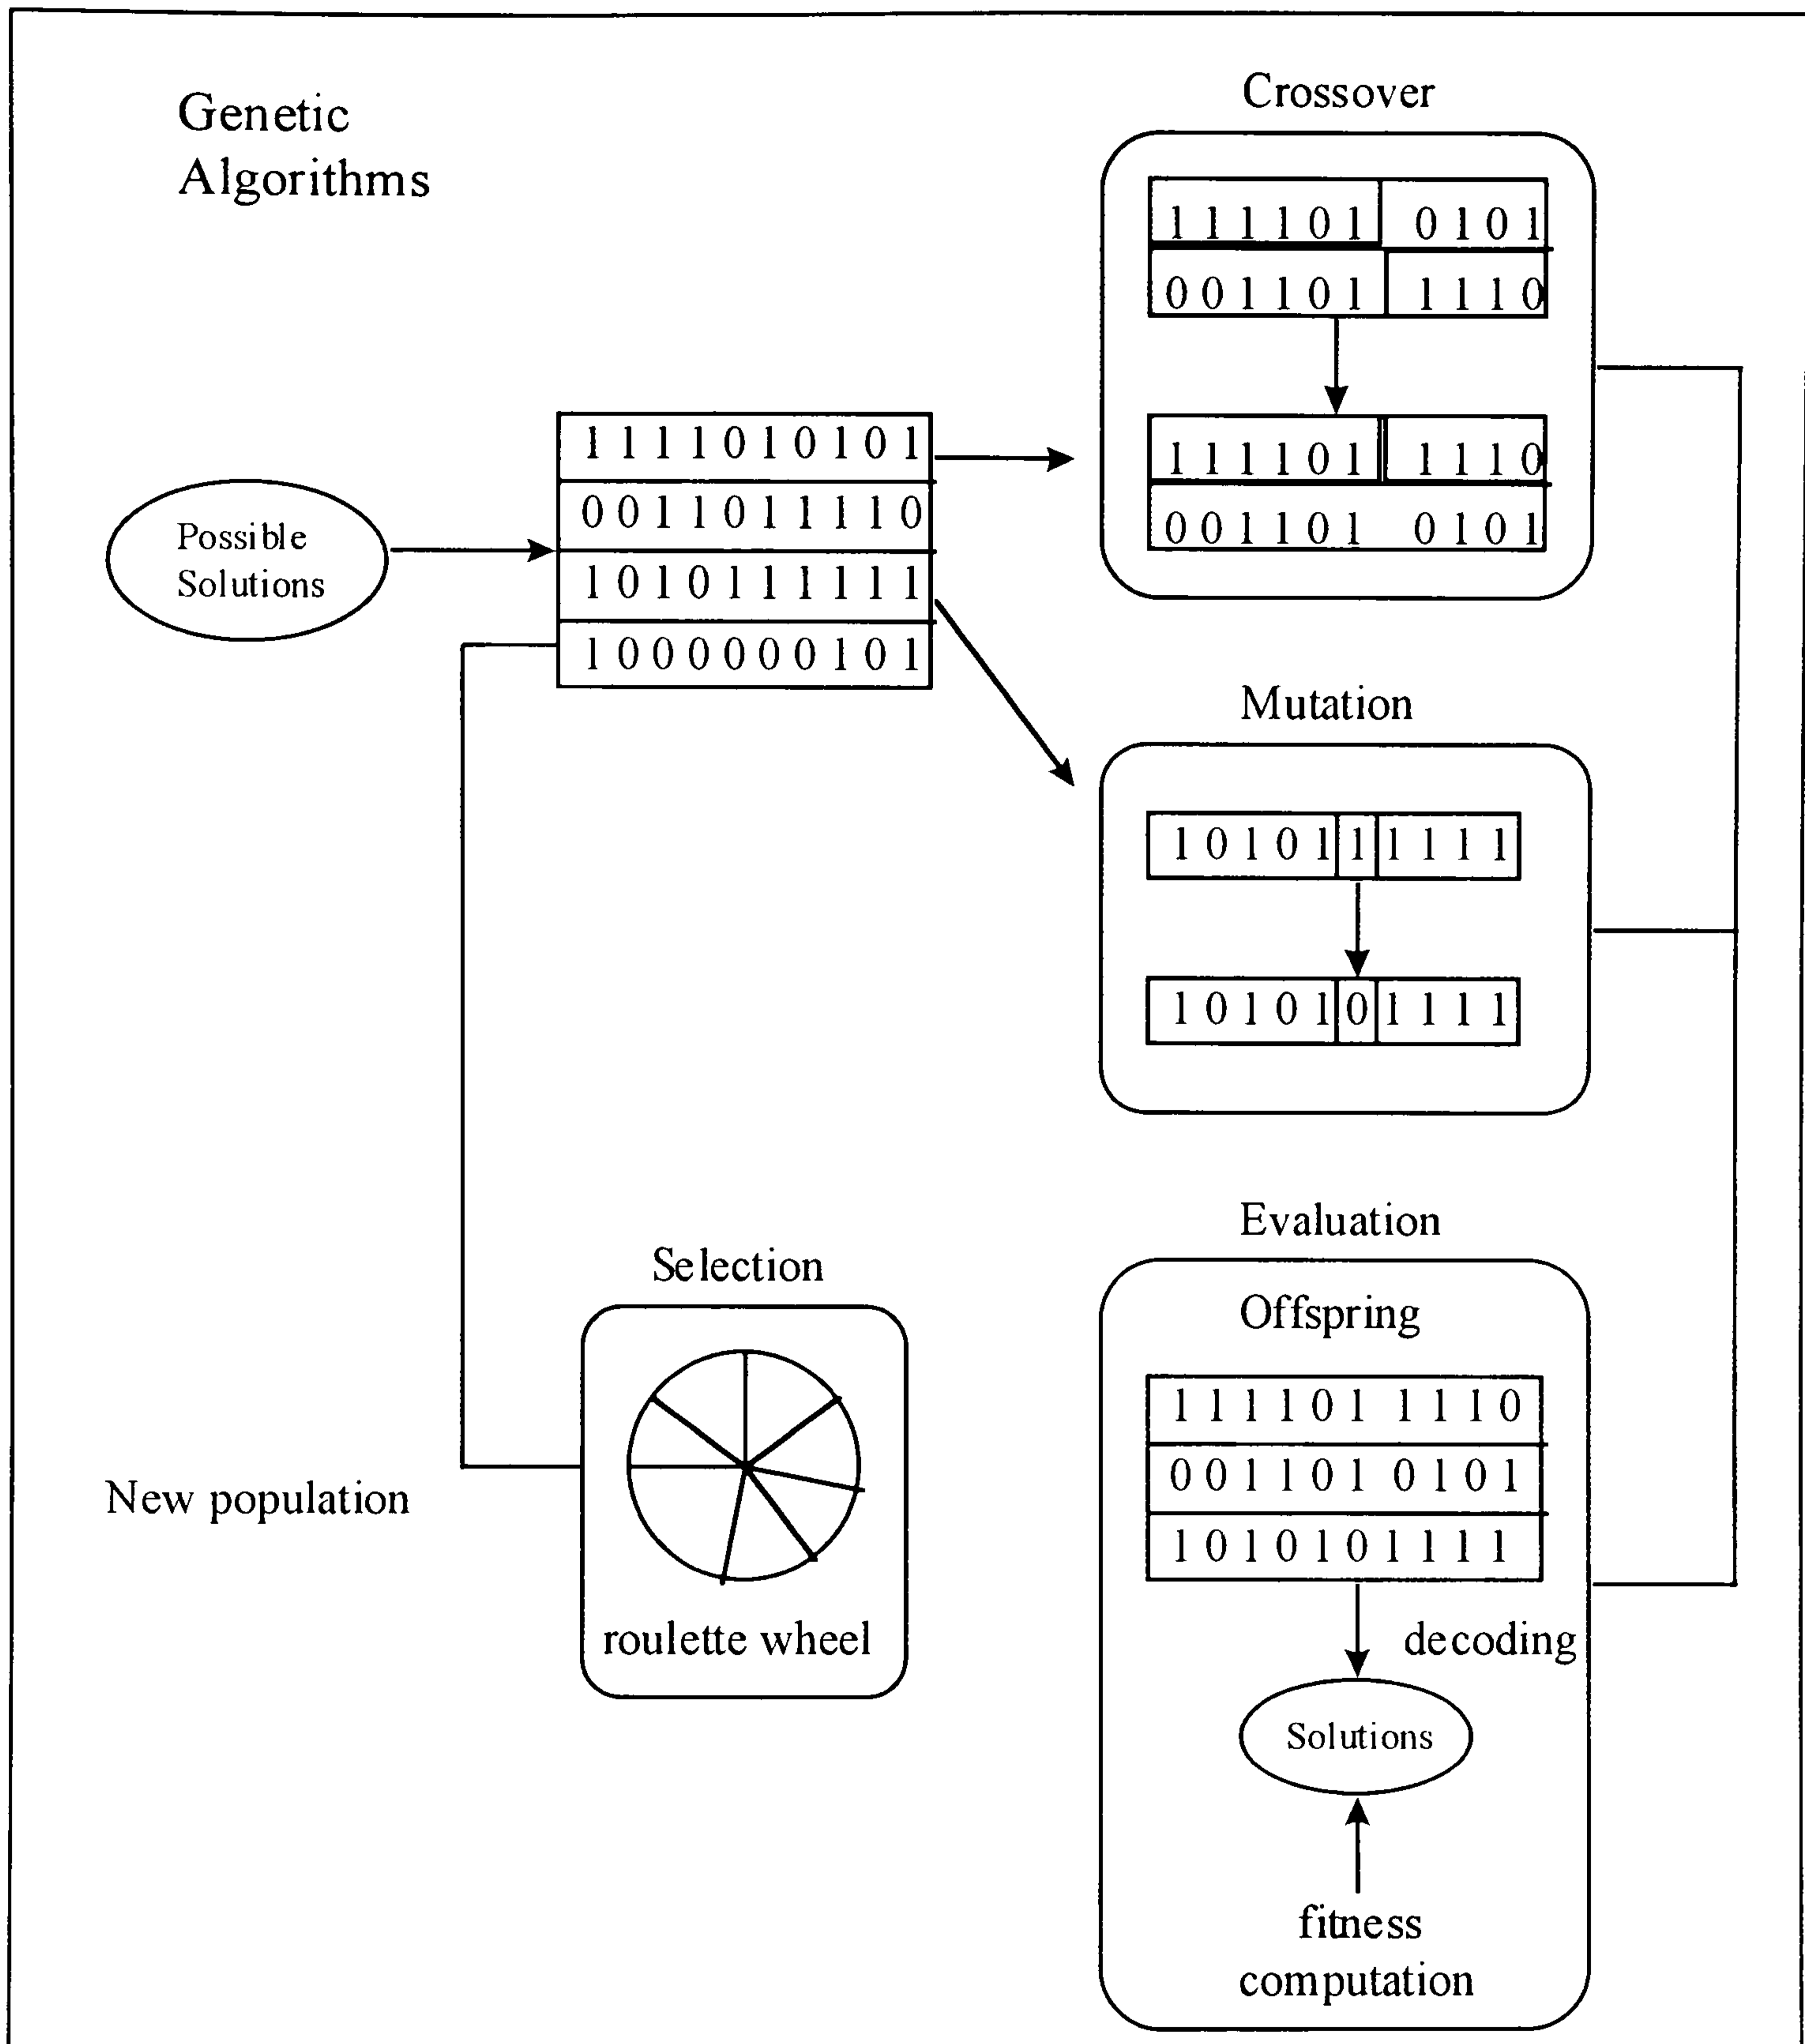 Genetic
Algorithms
Crossover
1 1 1 1 0 1 0 1 0 1
0 0 1 1 0 1 1 1 1 0
1 1 1 1 0 1 1 1 1 0
0 0 1 1 0 1 0 1 0 1
Possible
Solutions
1 1 1 1 0 1 0 1 0 1
0 0 1 1 0 1 1 1 1 0
1 0 1 0 1 1 1 1 1 1
1 0 0 0 0 0 0 1 0 1
Mutation
1 0 1 0 1 1 1 1 1 1
1 0 1 0 1 0 1 1 1 1
Selection
roulette wheel
New population
Evaluation
Offspring
1 1 1 1 0 1 1 1 1 0
0 0 1 1 0 1 0 1 0 1
1 0 1 0 1 0 1 1 1 1
decoding
Solutions
fitness
computation